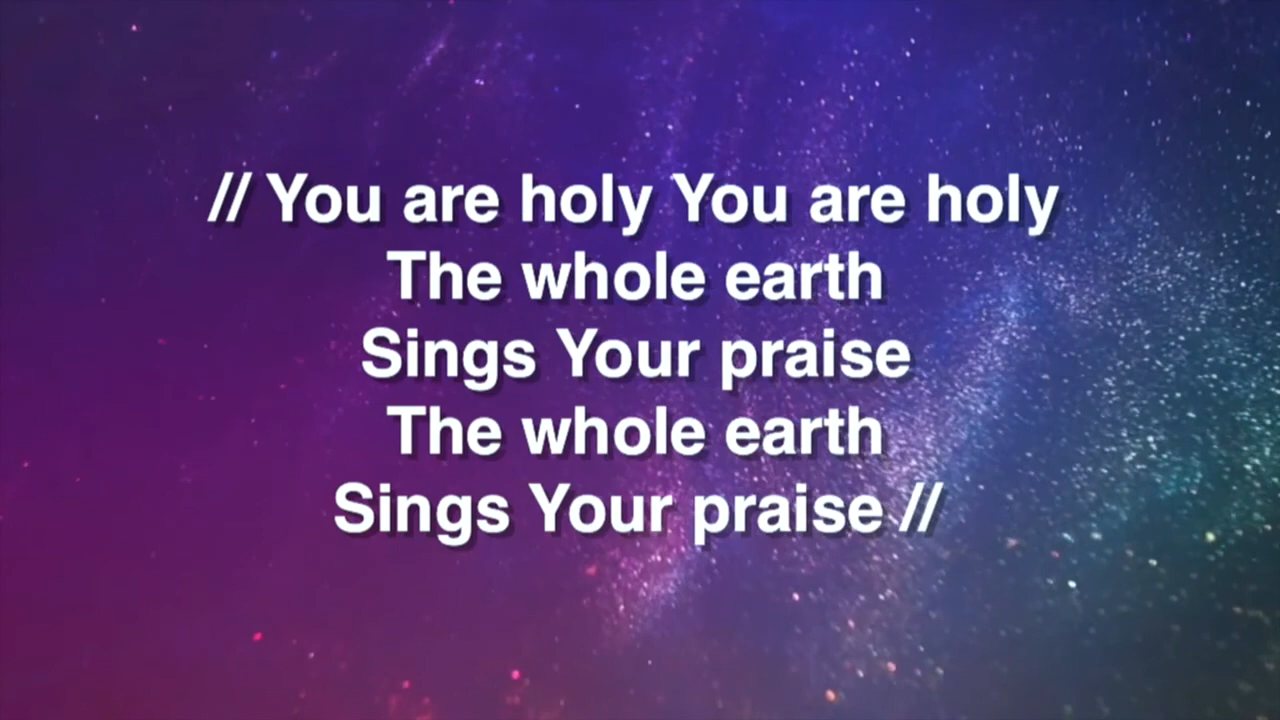 // You are holy You are holy
The whole earth
Sings Your praise
The whole earth
Sings Your praise //